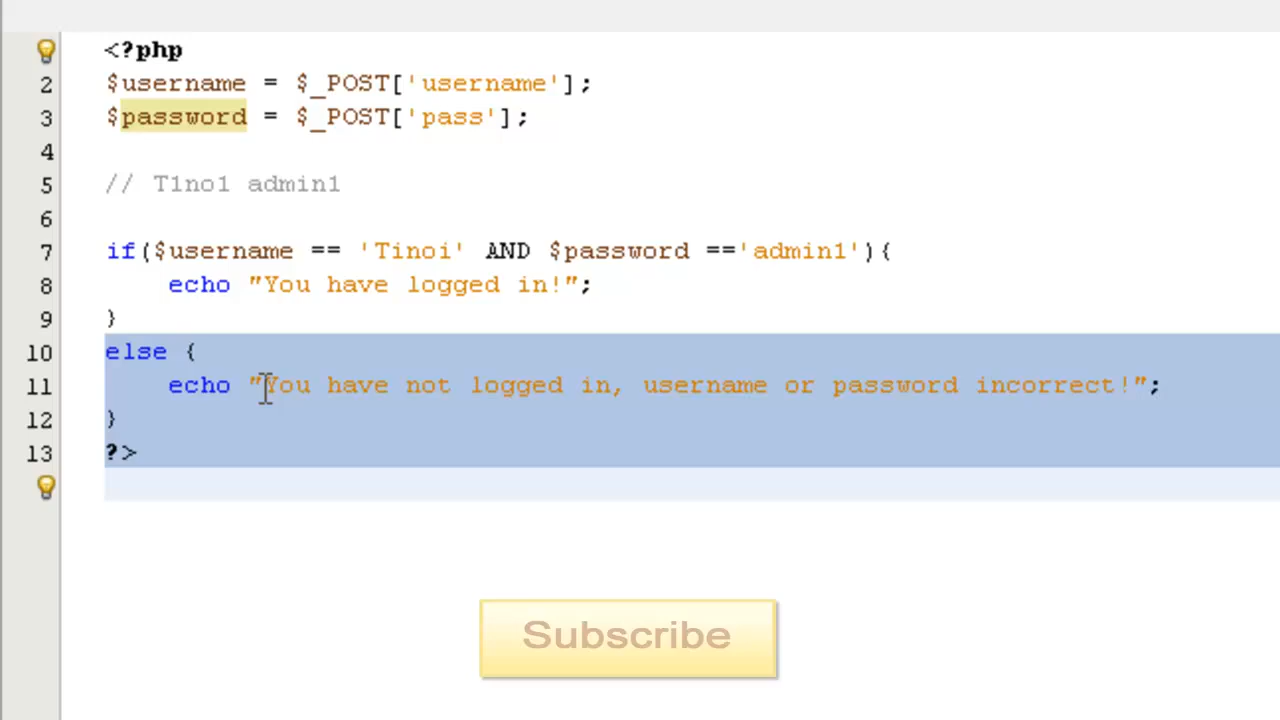 <?php
2 $username = $_POST['username'];
3 $password = $_POST['pass'];
4
5 // T1no1 admin1
6
7 if($username == 'Tinoi' AND $password =='admin1'){
8 echo "You have logged in!";
9 }
10 else {
11 echo "You have not logged in, username or password incorrect!";
12 }
13 ?>
Subscribe